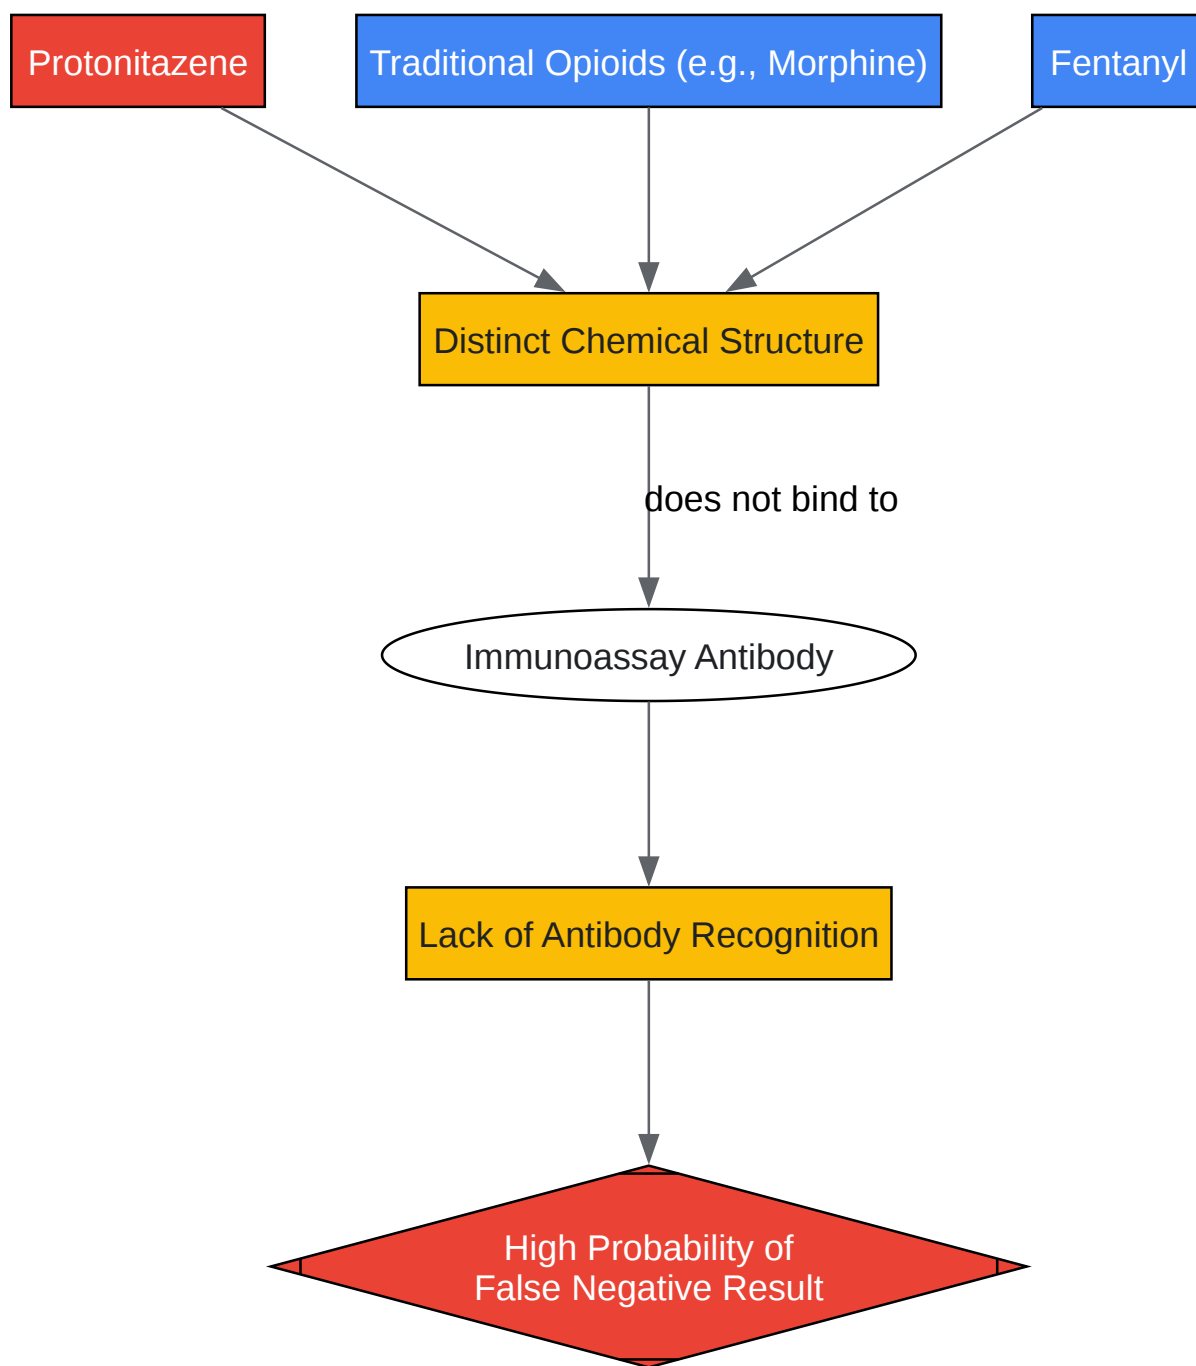 Protonitazene
Traditional Opioids (e.g., Morphine)
Fentanyl
Distinct Chemical Structure
does not bind to
Immunoassay Antibody
Lack of Antibody Recognition
High Probability of
False Negative Result